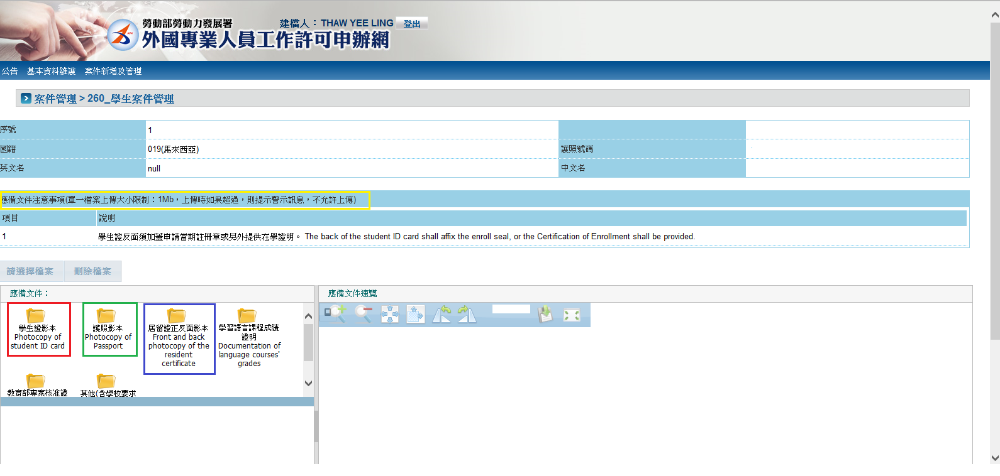 勞動部勞動力發展署
建檔人：THAW YEE LING 登出
外國專業人員工作許可申辦網
公告 基本資料維護 案件新增及管理
案件管理 > 260_學生案件管理
序號 1
國籍 019(馬來西亞) 護照號碼
英文名 null 中文名
應備文件注意事項(單一檔案上傳大小限制：1Mb，上傳時如果超過，則提示警示訊息，不允許上傳)
項目 說明
1 學生證反面須加蓋申請當期註冊章或另外提供在學證明。 The back of the student ID card shall affix the enroll seal, or the Certification of Enrollment shall be provided.
請選擇檔案 刪除檔案
應備文件：
學生證影本
Photocopy of
student ID card
護照影本
Photocopy of
Passport
居留證正反面影本
Front and back
photocopy of the
resident
certificate
學習語言課程成績
證明
Documentation of
language courses'
grades
教育部專案核准證
其他(含學校要求
應備文件速覽